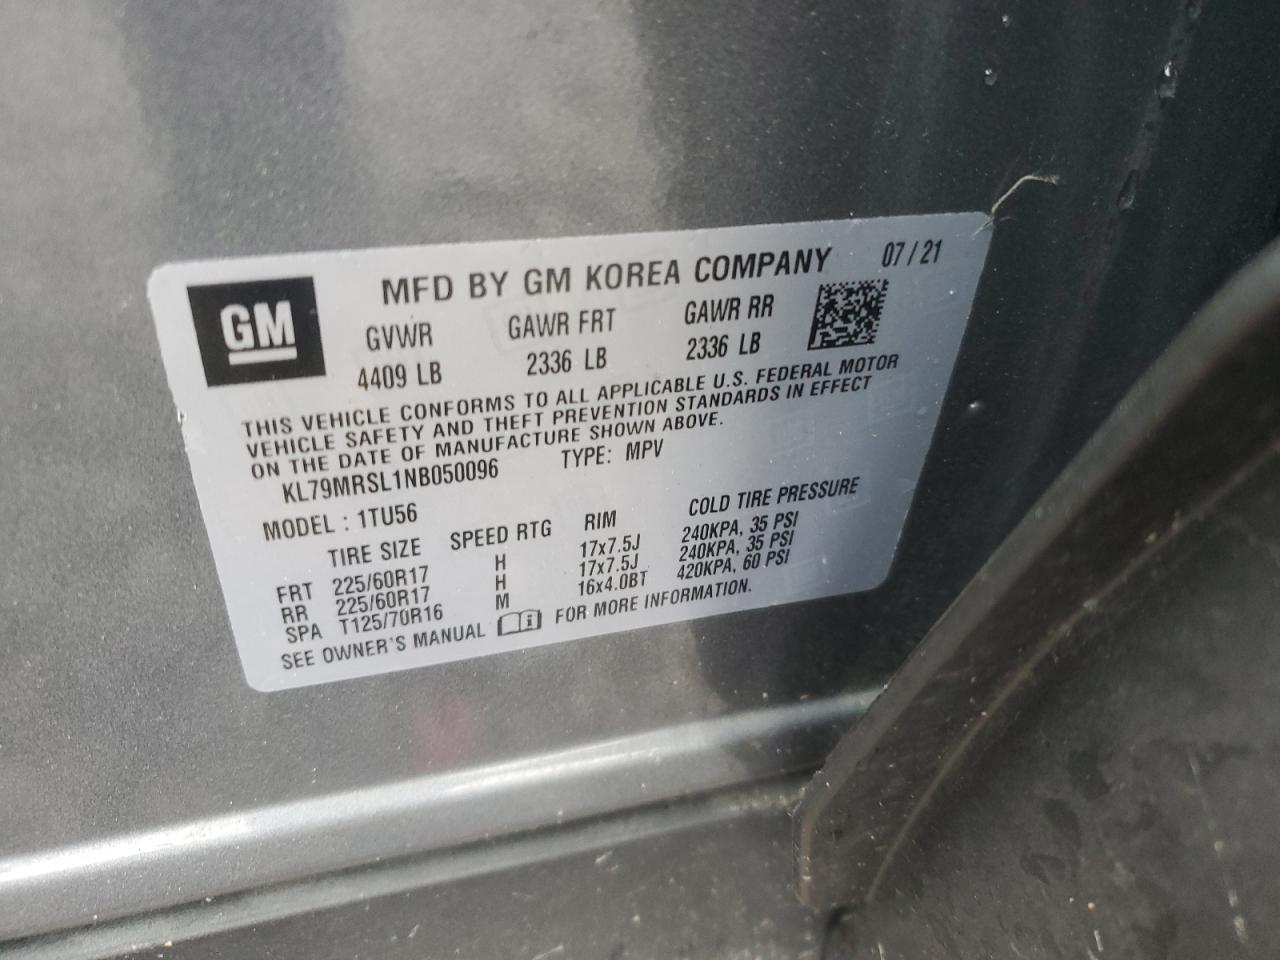 GM
MFD BY GM KOREA COMPANY 07/21
GVWR GAWR FRT GAWR RR
4409 LB 2336 LB 2336 LB
THIS VEHICLE CONFORMS TO ALL APPLICABLE U.S. FEDERAL MOTOR
VEHICLE SAFETY AND THEFT PREVENTION STANDARDS IN EFFECT
ON THE DATE OF MANUFACTURE SHOWN ABOVE.
KL79MRSL1NB050096 TYPE: MPV
MODEL : 1TU56
TIRE SIZE SPEED RTG RIM COLD TIRE PRESSURE
FRT 225/60R17 H 17x7.5J 240KPA, 35 PSI
RR 225/60R17 H 17x7.5J 240KPA, 35 PSI
SPA T125/70R16 M 16x4.0BT 420KPA, 60 PSI
SEE OWNER'S MANUAL FOR MORE INFORMATION.